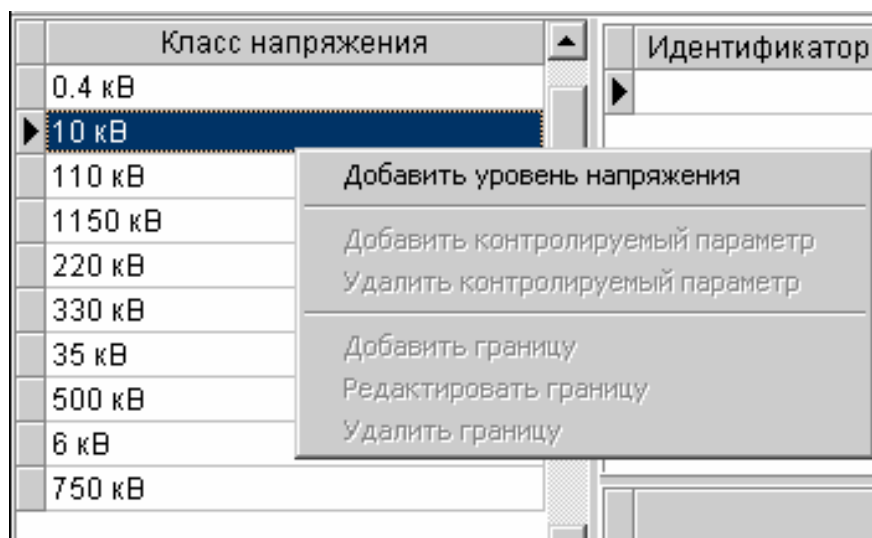 Класс напряжения
Идентификатор
0.4 кВ
10 кВ
110 кВ
1150 кВ
220 кВ
330 кВ
35 кВ
500 кВ
6 кВ
750 кВ
Добавить уровень напряжения
Добавить контролируемый параметр
Удалить контролируемый параметр
Добавить границу
Редактировать границу
Удалить границу